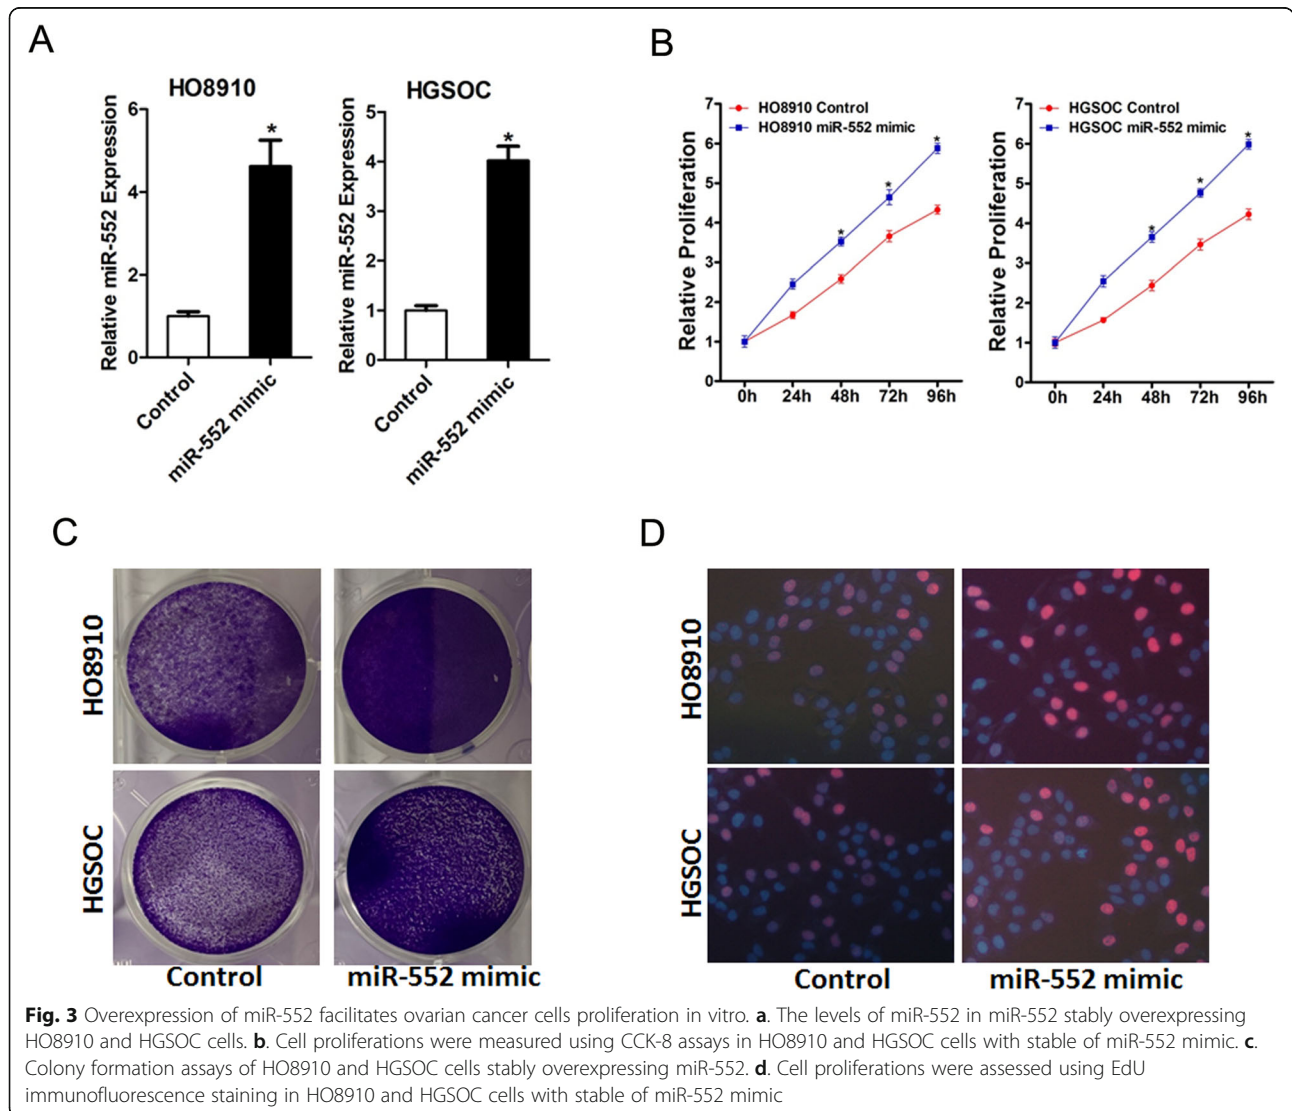 A
HO8910
Relative miR-552 Expression
6
4
2
0
*
Control
miR-552 mimic
HGSOC
Relative miR-552 Expression
5
4
3
2
1
0
*
Control
miR-552 mimic
B
HO8910 Control
HO8910 miR-552 mimic
Relative Proliferation
7
6
5
4
3
2
1
0
*
*
*
0h 24h 48h 72h 96h
HGSOC Control
HGSOC miR-552 mimic
Relative Proliferation
7
6
5
4
3
2
1
0
*
*
*
0h 24h 48h 72h 96h
C
HO8910
HGSOC
Control miR-552 mimic
D
HO8910
HGSOC
Control miR-552 mimic
Fig. 3 Overexpression of miR-552 facilitates ovarian cancer cells proliferation in vitro. a. The levels of miR-552 in miR-552 stably overexpressing
HO8910 and HGSOC cells. b. Cell proliferations were measured using CCK-8 assays in HO8910 and HGSOC cells with stable of miR-552 mimic. c.
Colony formation assays of HO8910 and HGSOC cells stably overexpressing miR-552. d. Cell proliferations were assessed using EdU
immunofluorescence staining in HO8910 and HGSOC cells with stable of miR-552 mimic